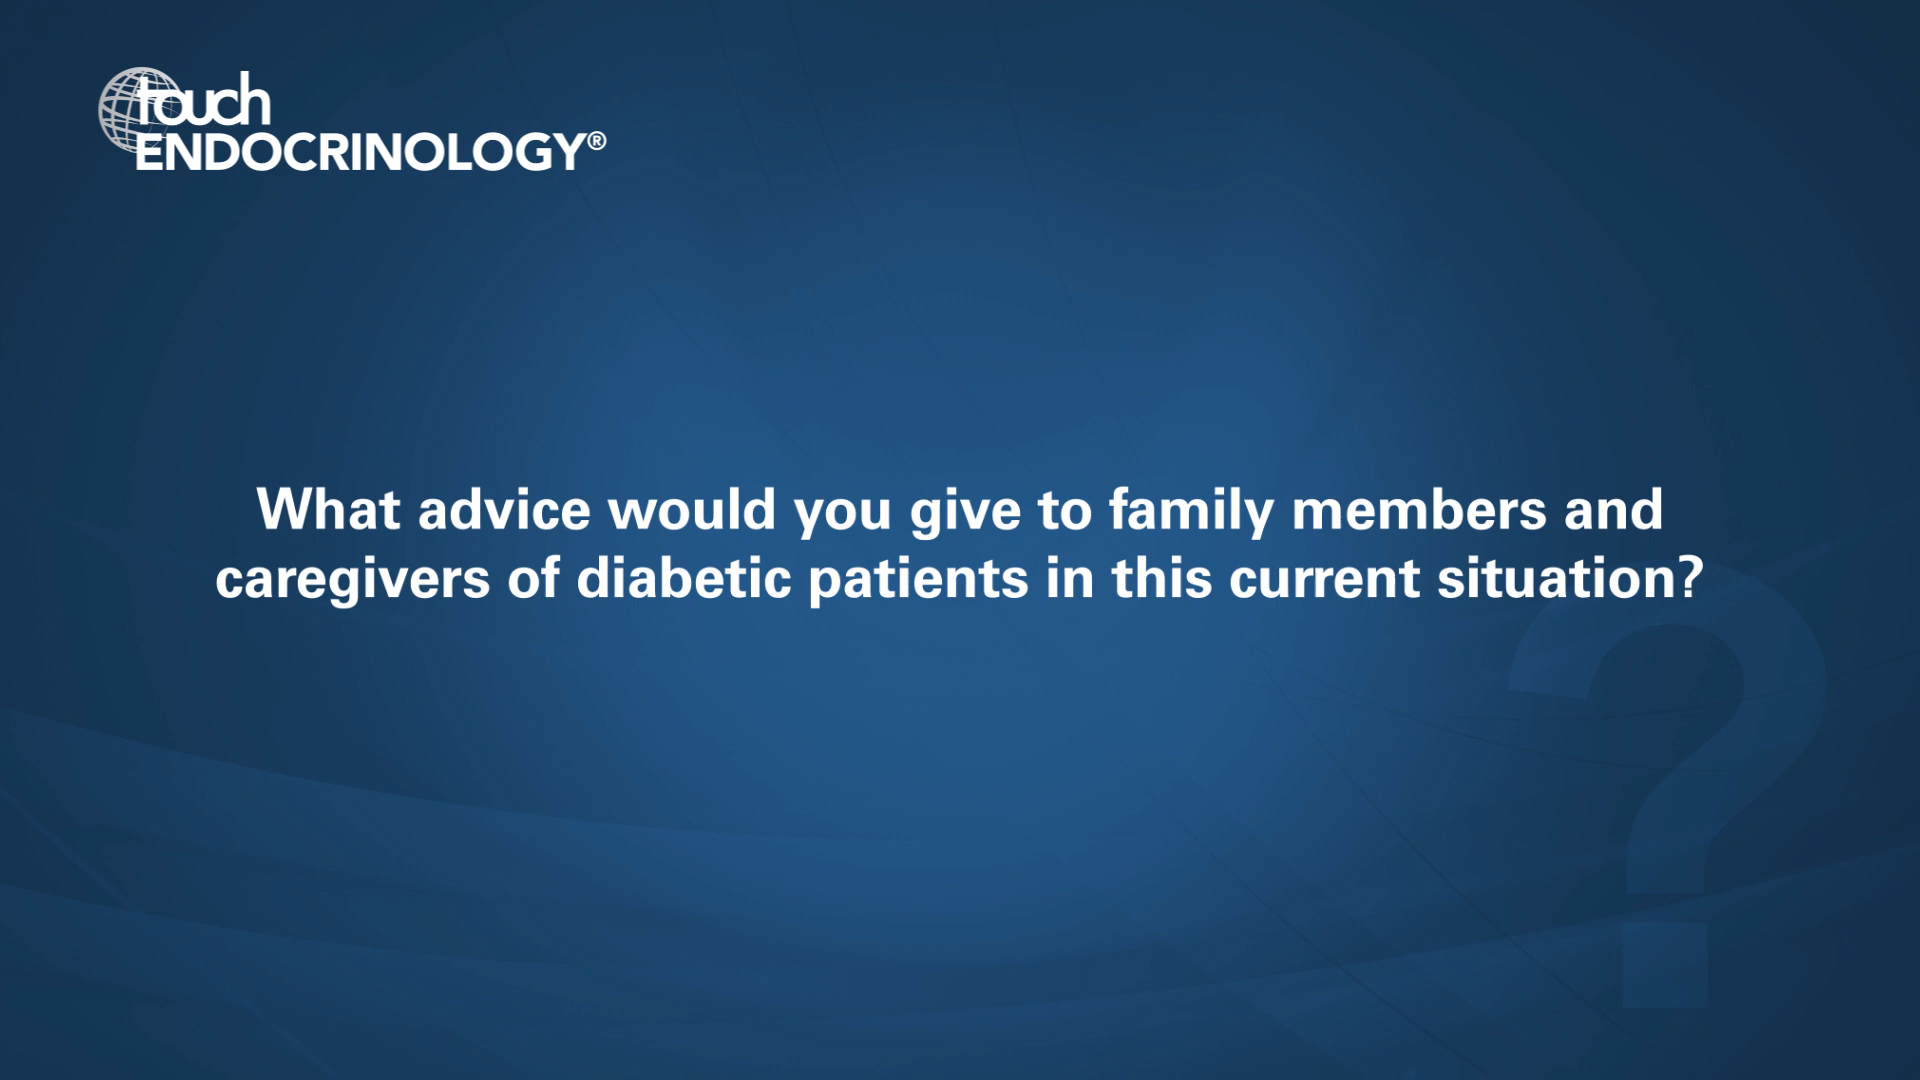 touch
ENDOCRINOLOGY®
What advice would you give to family members and
caregivers of diabetic patients in this current situation?
?